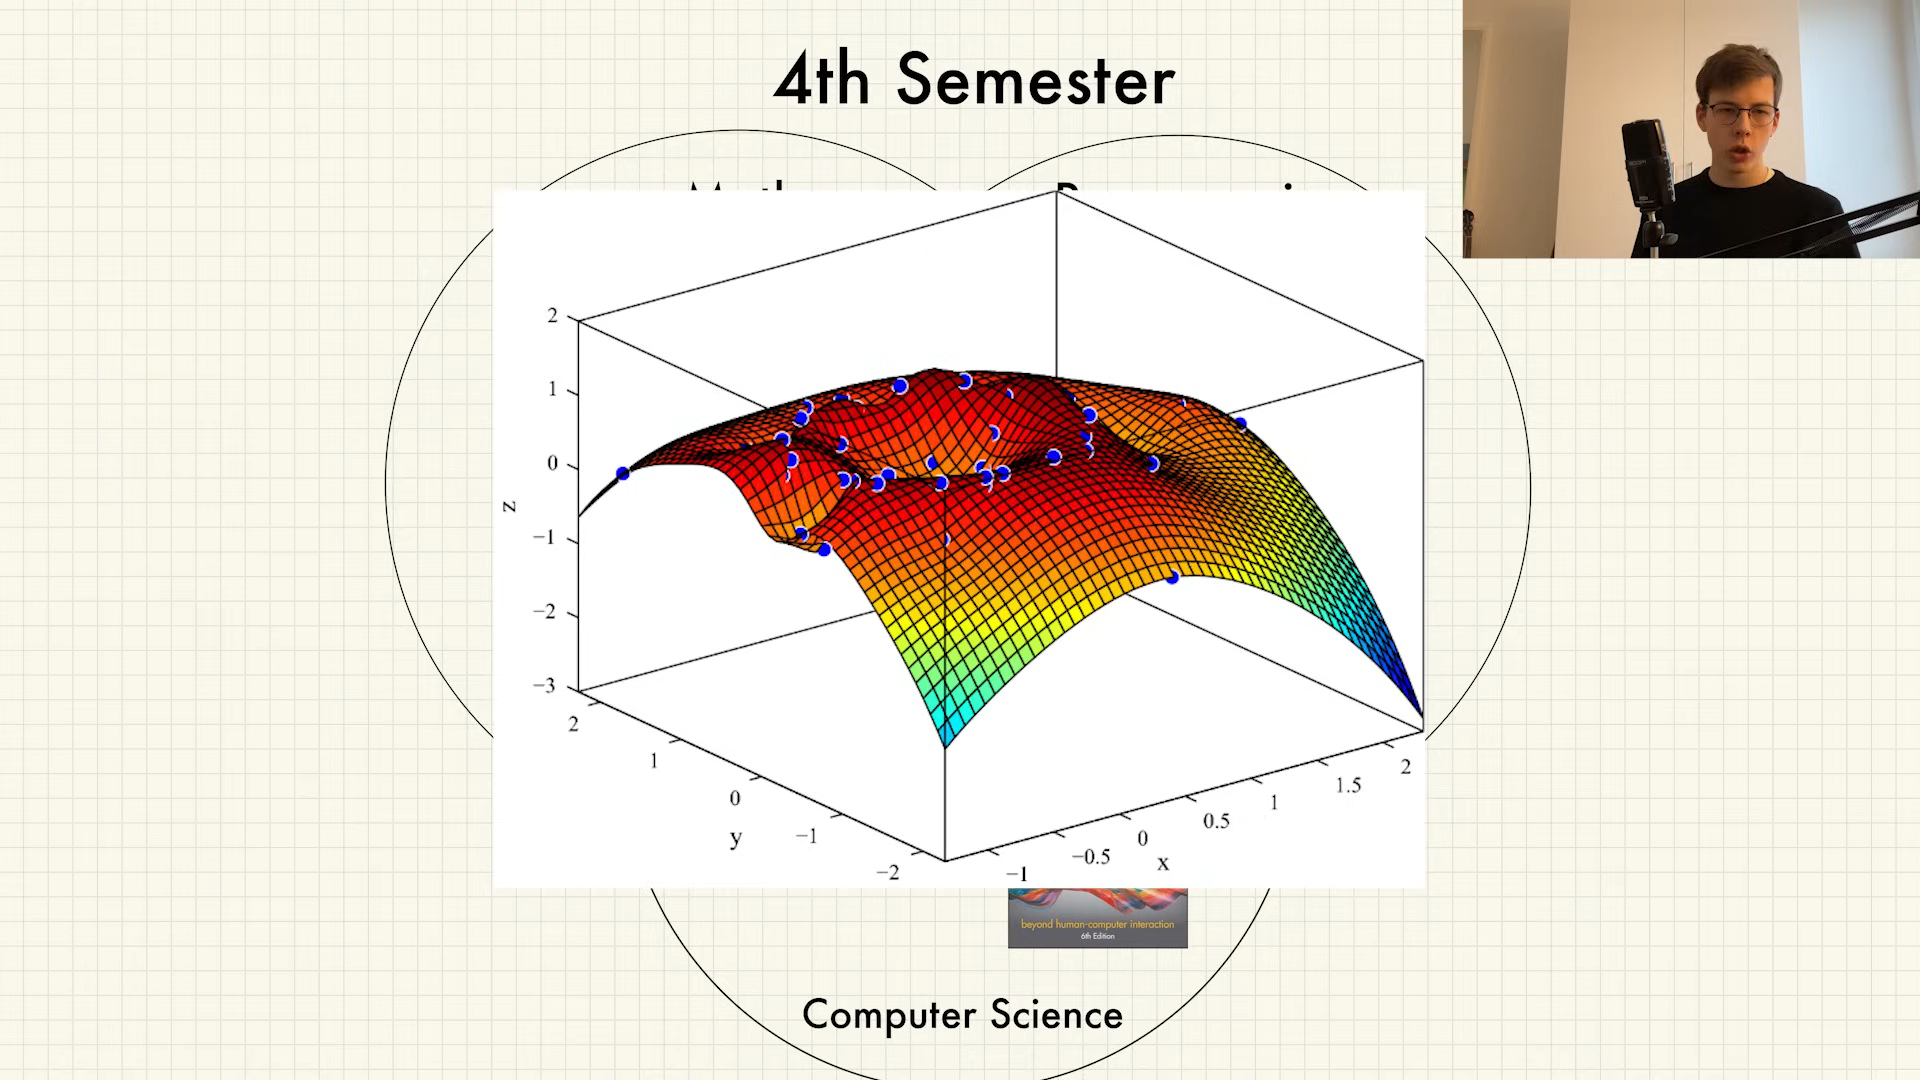 4th Semester
2
1
0
−1
−2
−3
z
2
1
0
−1
−2
y
−1
−0.5
0
0.5
1
1.5
2
x
beyond human-computer interaction
6th Edition
Computer Science